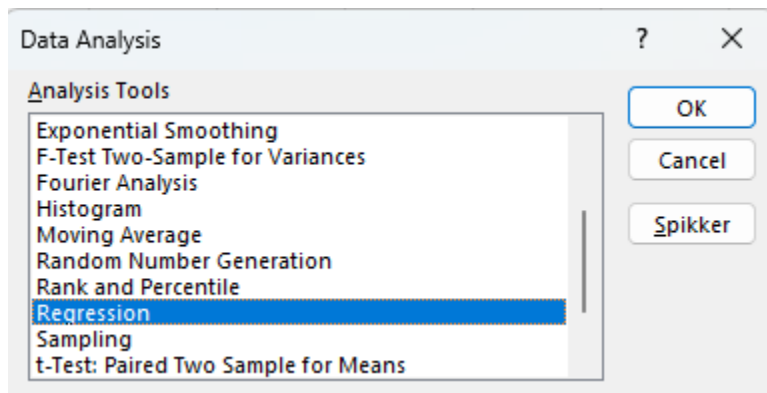 Data Analysis
?
Analysis Tools
Exponential Smoothing
F-Test Two-Sample for Variances
Fourier Analysis
Histogram
Moving Average
Random Number Generation
Rank and Percentile
Regression
Sampling
t-Test: Paired Two Sample for Means
OK
Cancel
Spikker